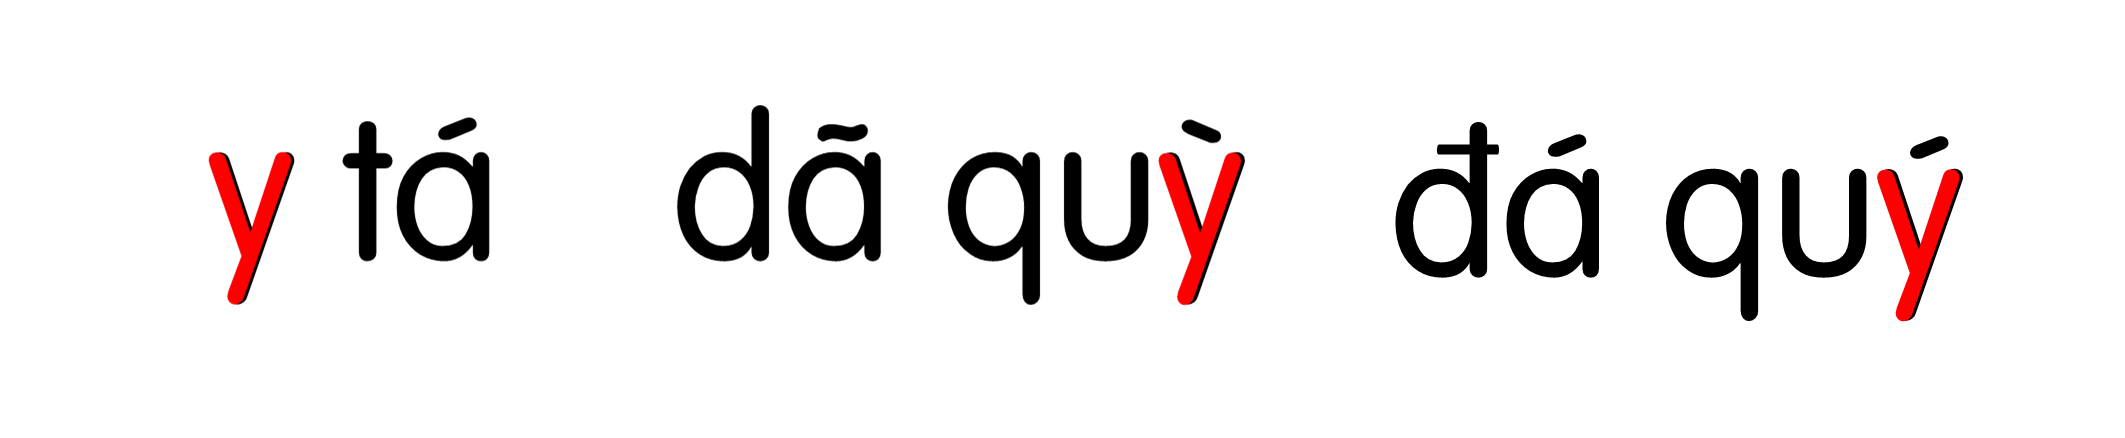 y tá dã quỳ đá quý